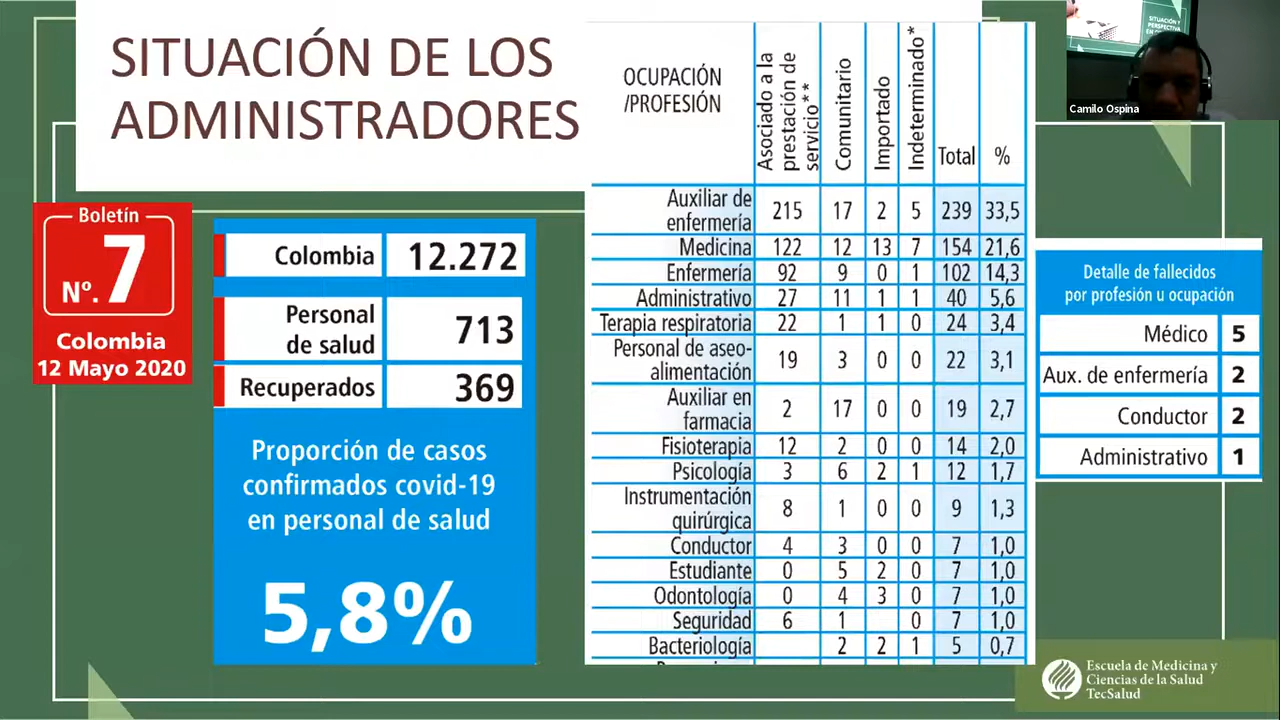 SITUACIÓN DE LOS
ADMINISTRADORES
Boletín
Nº. 7
Colombia
12 Mayo 2020
Colombia 12.272
Personal
de salud 713
Recuperados 369
Proporción de casos
confirmados covid-19
en personal de salud
5,8%
OCUPACIÓN
/PROFESIÓN
Asociado a la
prestación de
servicio**
Comunitario
Importado
Indeterminado*
Total
%
Auxiliar de
enfermería 215 17 2 5 239 33,5
Medicina 122 12 13 7 154 21,6
Enfermería 92 9 0 1 102 14,3
Administrativo 27 11 1 1 40 5,6
Terapia respiratoria 22 1 1 0 24 3,4
Personal de aseo-
alimentación 19 3 0 0 22 3,1
Auxiliar en
farmacia 2 17 0 0 19 2,7
Fisioterapia 12 2 0 0 14 2,0
Psicología 3 6 2 1 12 1,7
Instrumentación
quirúrgica 8 1 0 0 9 1,3
Conductor 4 3 0 0 7 1,0
Estudiante 0 5 2 0 7 1,0
Odontología 0 4 3 0 7 1,0
Seguridad 6 1 0 7 1,0
Bacteriología 2 2 1 5 0,7
Camilo Ospina
SITUACIÓN Y
Detalle de fallecidos
por profesión u ocupación
Médico 5
Aux. de enfermería 2
Conductor 2
Administrativo 1
Escuela de Medicina y
Ciencias de la Salud
TecSalud